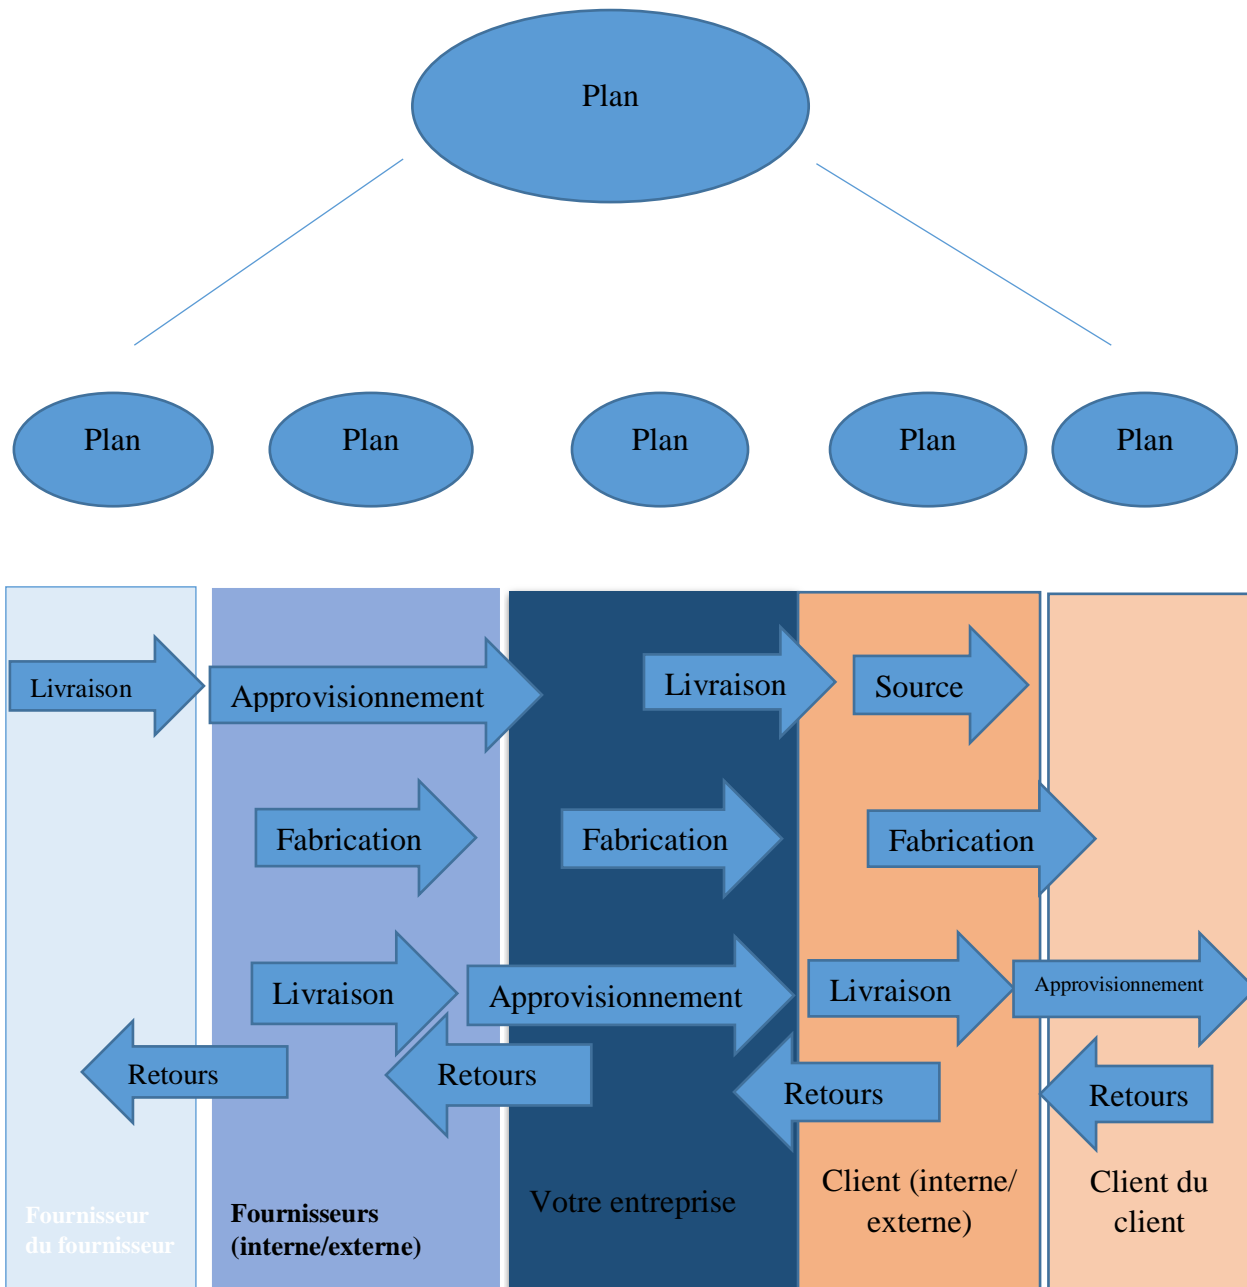 Plan
Plan
Plan
Plan
Plan
Plan
Livraison
Approvisionnement
Livraison
Source
Fabrication
Fabrication
Fabrication
Livraison
Approvisionnement
Livraison
Approvisionnement
Retours
Retours
Retours
Retours
Fournisseur
du fournisseur
Fournisseurs
(interne/externe)
Votre entreprise
Client (interne/
externe)
Client du
client